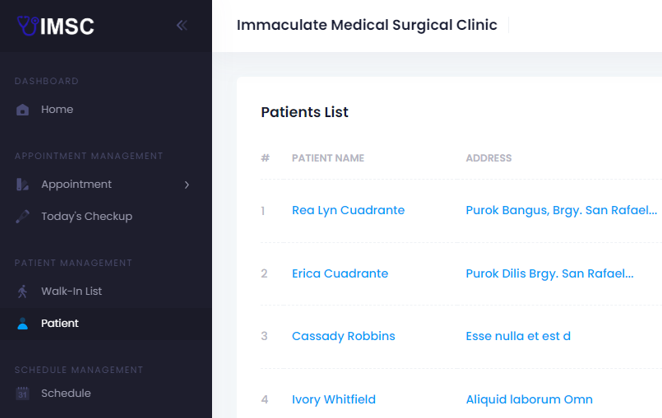 IMSC
Immaculate Medical Surgical Clinic
DASHBOARD
Home
APPOINTMENT MANAGEMENT
Appointment
Today's Checkup
PATIENT MANAGEMENT
Walk-In List
Patient
SCHEDULE MANAGEMENT
31 Schedule
Patients List
# PATIENT NAME ADDRESS
1 Rea Lyn Cuadrante Purok Bangus, Brgy. San Rafael...
2 Erica Cuadrante Purok Dilis Brgy. San Rafael...
3 Cassady Robbins Esse nulla et est d
4 Ivory Whitfield Aliquid laborum Omn